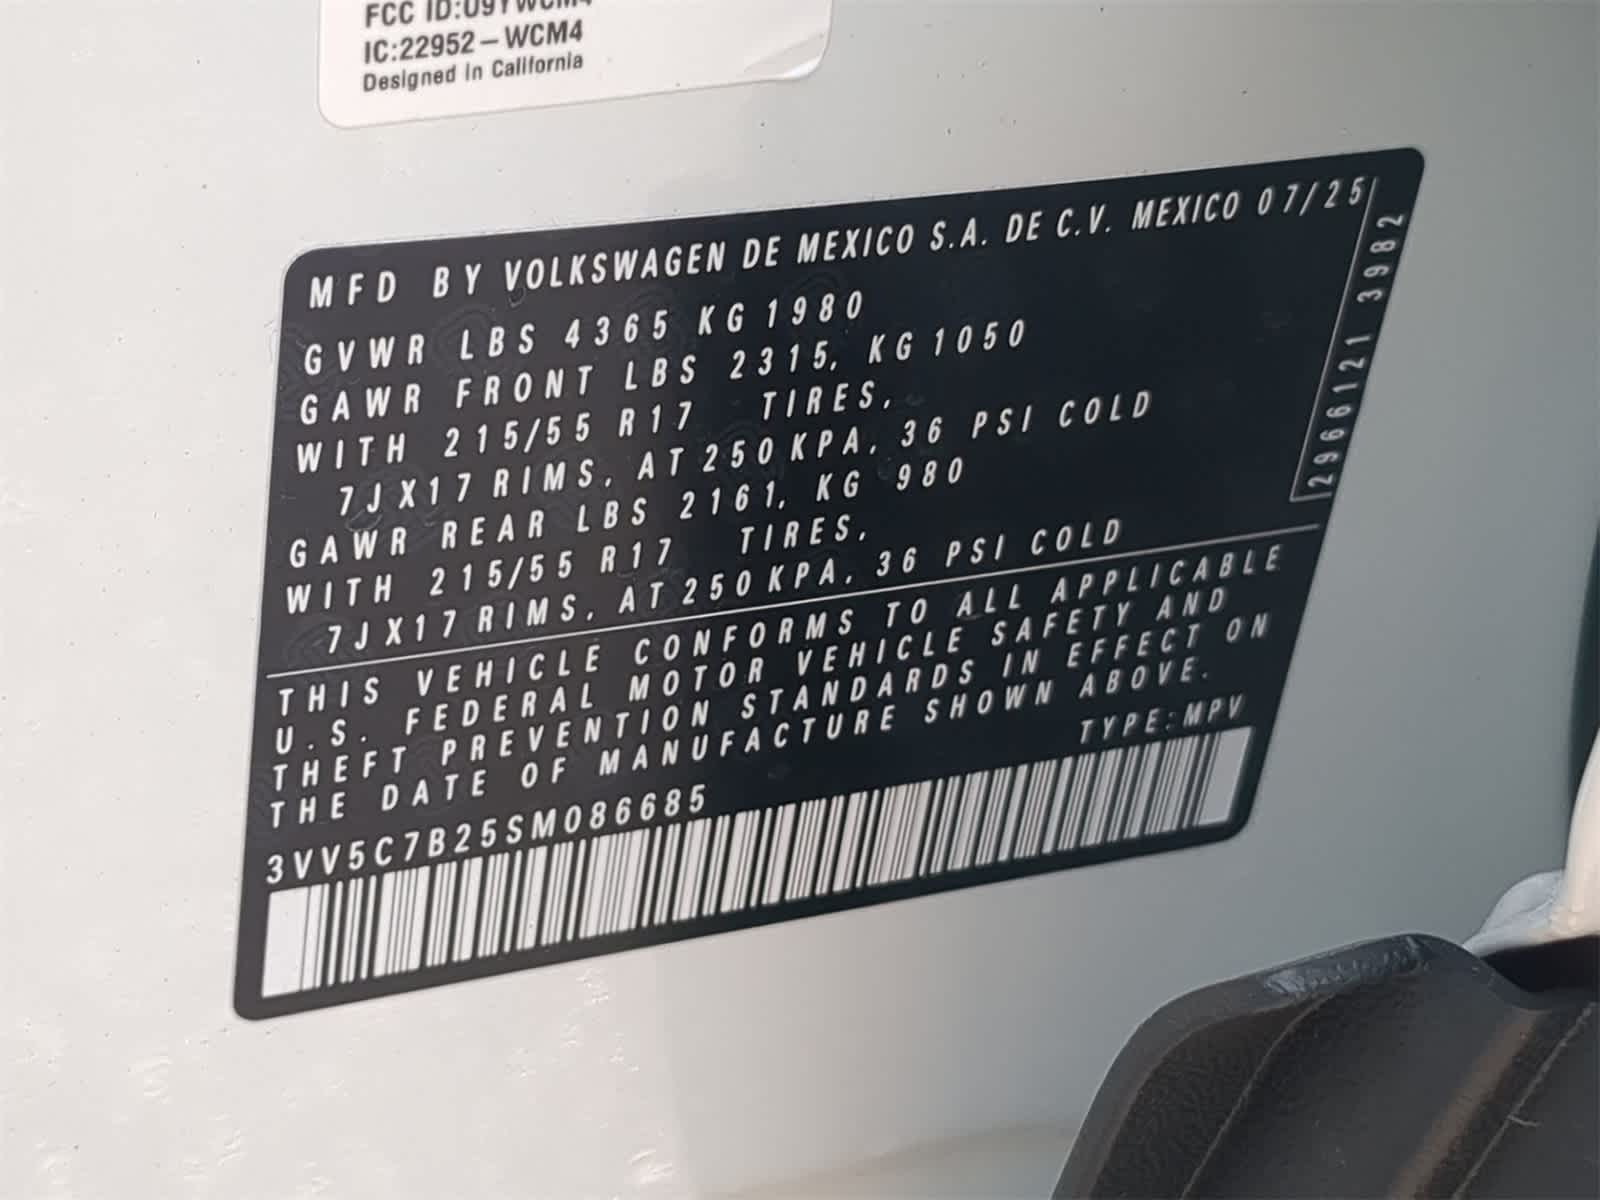 FCC ID:U9YWCM4
IC:22952-WCM4
Designed in California
MFD BY VOLKSWAGEN DE MEXICO S.A. DE C.V. MEXICO 07/25
GVWR LBS 4365 KG 1980
GAWR FRONT LBS 2315, KG 1050
WITH 215/55 R17 TIRES,
7JX17 RIMS, AT 250 KPA, 36 PSI COLD
GAWR REAR LBS 2161, KG 980
WITH 215/55 R17 TIRES,
7JX17 RIMS, AT 250 KPA, 36 PSI COLD
2966121 3982
THIS VEHICLE CONFORMS TO ALL APPLICABLE
U.S. FEDERAL MOTOR VEHICLE SAFETY AND
THEFT PREVENTION STANDARDS IN EFFECT ON
THE DATE OF MANUFACTURE SHOWN ABOVE.
TYPE:MPV
3VV5C7B25SM086685